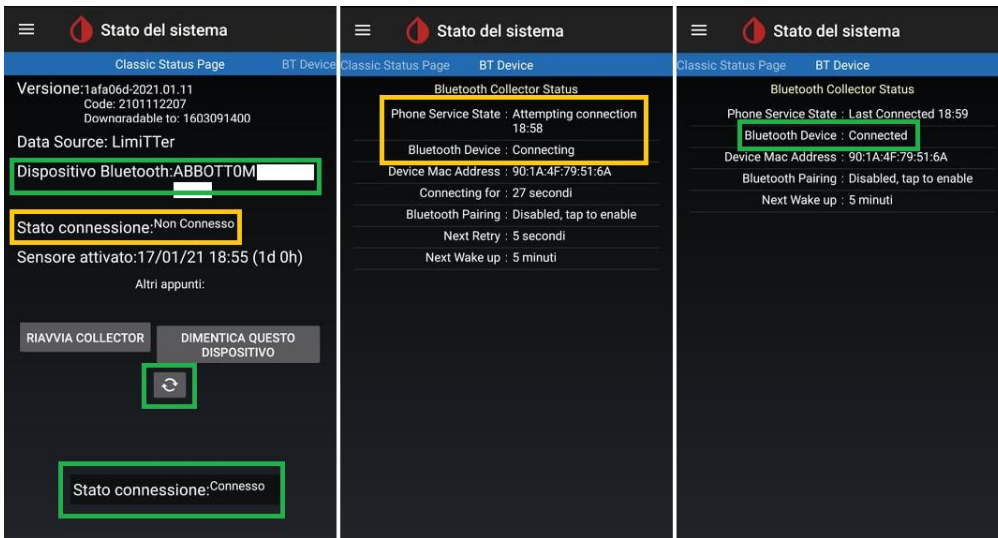 Stato del sistema
Classic Status Page
BT Device
Versione:1afa06d-2021.01.11
Code: 2101112207
Downgradable to: 1603091400
Data Source: LimiTTer
Dispositivo Bluetooth:ABBOTT0M
Stato connessione:Non Connesso
Sensore attivato:17/01/21 18:55 (1d 0h)
Altri appunti:
RIAVVIA COLLECTOR
DIMENTICA QUESTO
DISPOSITIVO
Stato connessione:Connesso
Stato del sistema
Classic Status Page
BT Device
Bluetooth Collector Status
Phone Service State : Attempting connection
18:58
Bluetooth Device : Connecting
Device Mac Address : 90:1A:4F:79:51:6A
Connecting for : 27 secondi
Bluetooth Pairing : Disabled, tap to enable
Next Retry : 5 secondi
Next Wake up : 5 minuti
Stato del sistema
Classic Status Page
BT Device
Bluetooth Collector Status
Phone Service State : Last Connected 18:59
Bluetooth Device : Connected
Device Mac Address : 90:1A:4F:79:51:6A
Bluetooth Pairing : Disabled, tap to enable
Next Wake up : 5 minuti